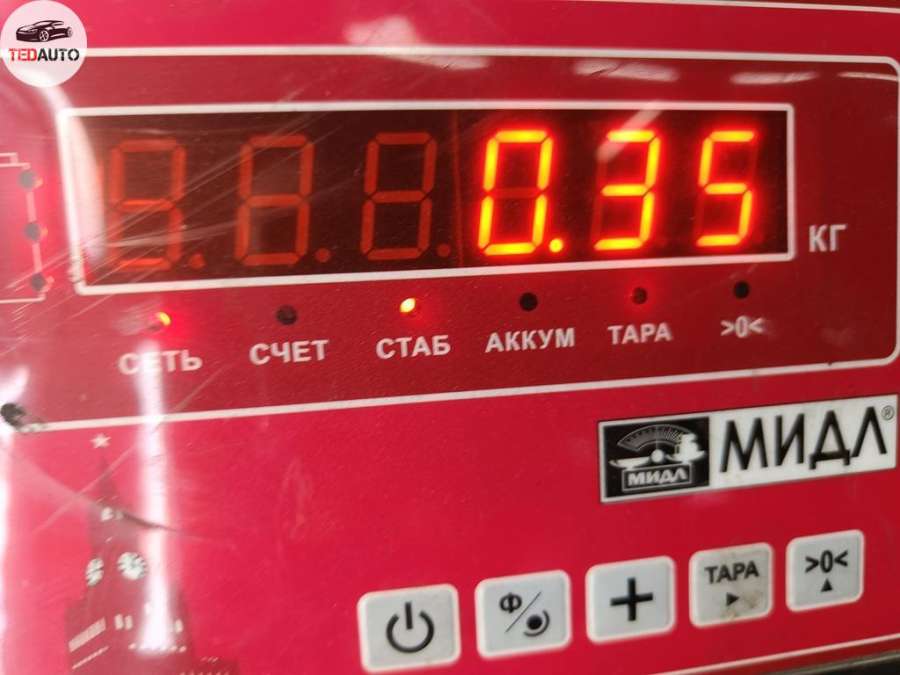 TEDAUTO
0.35
КГ
СЕТЬ СЧЕТ СТАБ АККУМ ТАРА >0<
МИДЛ МИДЛ®
Ф ТАРА >0<